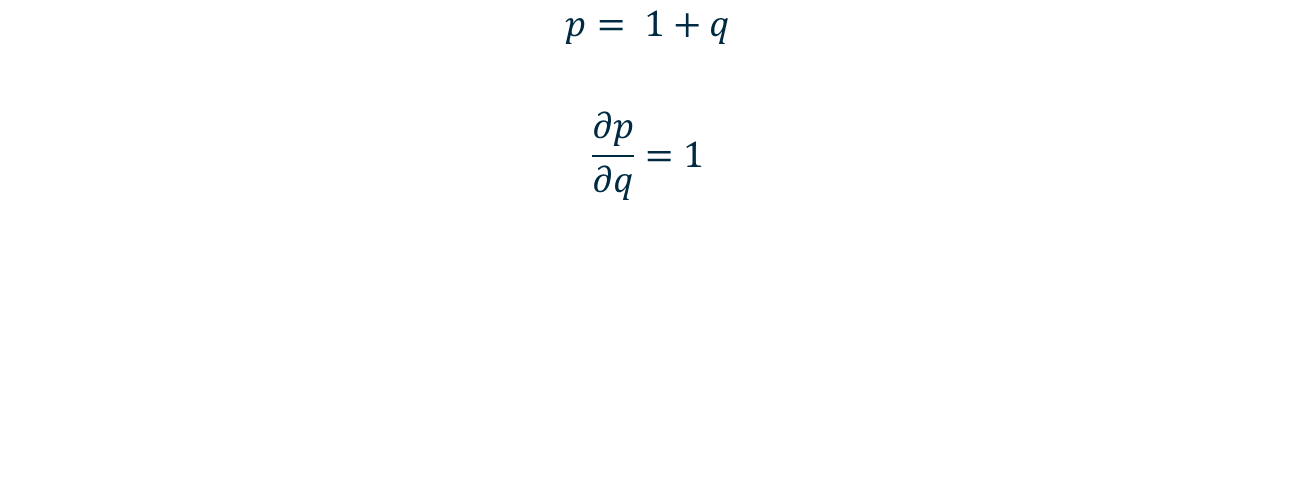 p = 1 + q
∂p/∂q = 1